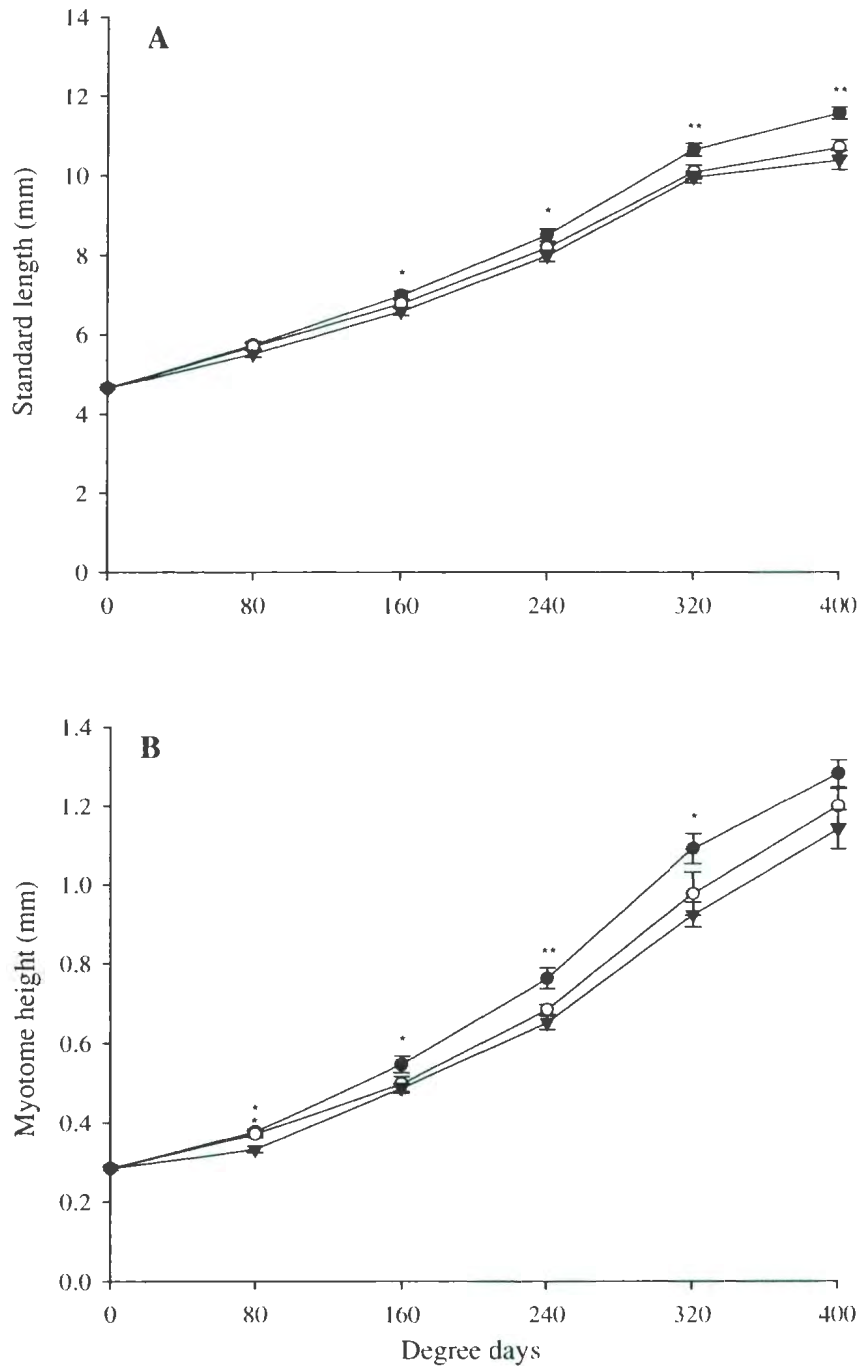 A
14
12
10
8
6
4
2
0
Standard length (mm)
* * ** **
*
0 80 160 240 320 400
B
1.4
1.2
1.0
0.8
0.6
0.4
0.2
0.0
Myotome height (mm)
*
*
* ** *
0 80 160 240 320 400
Degree days